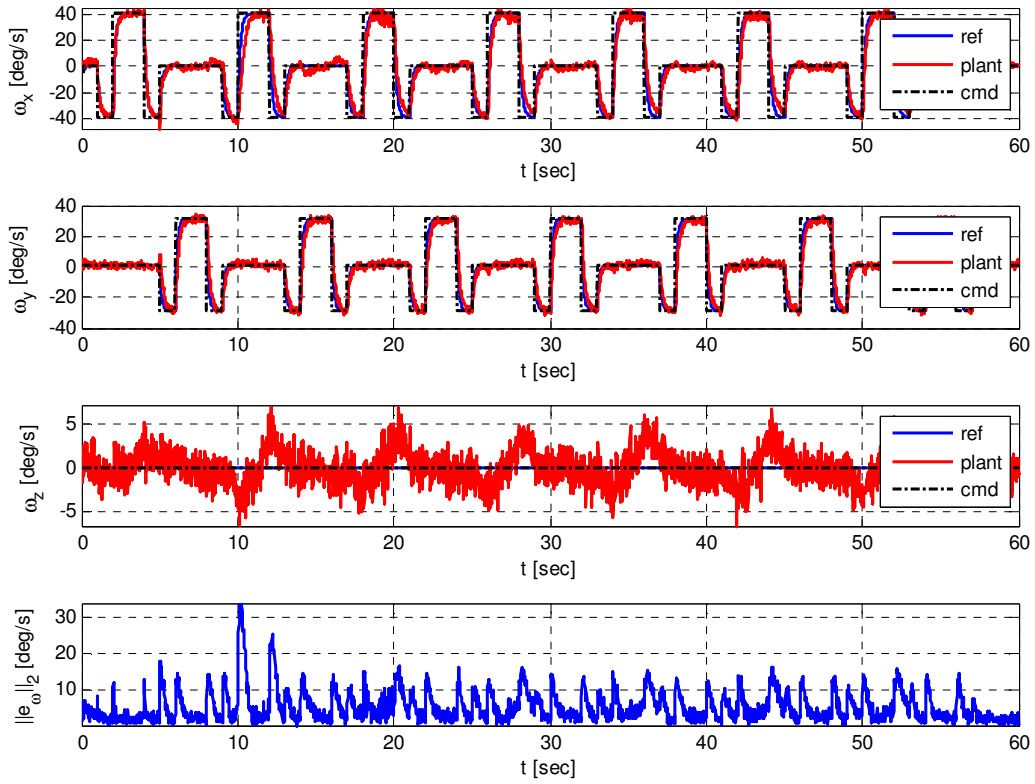 40
20
0
-20
-40
ω_x [deg/s]
ref
plant
cmd
0 10 20 30 40 50 60
t [sec]
40
20
0
-20
-40
ω_y [deg/s]
ref
plant
cmd
0 10 20 30 40 50 60
t [sec]
5
0
-5
ω_z [deg/s]
ref
plant
cmd
0 10 20 30 40 50 60
t [sec]
30
20
10
||e_ω||_2 [deg/s]
0 10 20 30 40 50 60
t [sec]